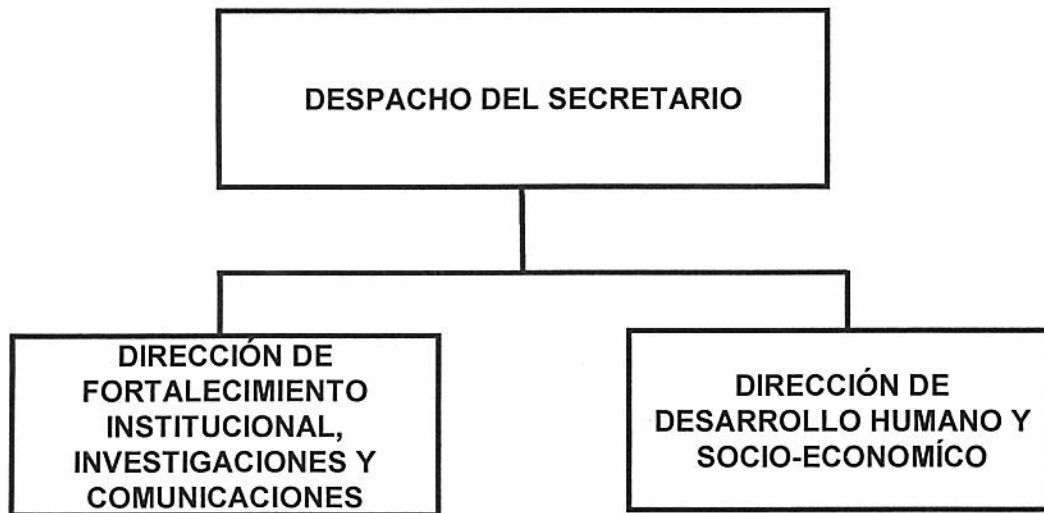 DESPACHO DEL SECRETARIO
DIRECCIÓN DE
FORTALECIMIENTO
INSTITUCIONAL,
INVESTIGACIONES Y
COMUNICACIONES
DIRECCIÓN DE
DESARROLLO HUMANO Y
SOCIO-ECONOMÍCO